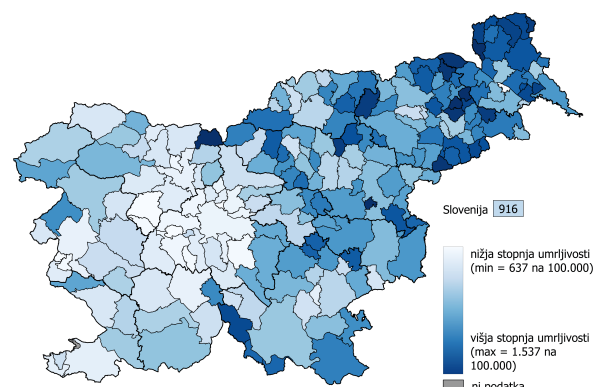 Slovenija 916
nižja stopnja umrljivosti
(min = 637 na 100.000)
višja stopnja umrljivosti
(max = 1.537 na
100.000)
ni podatka